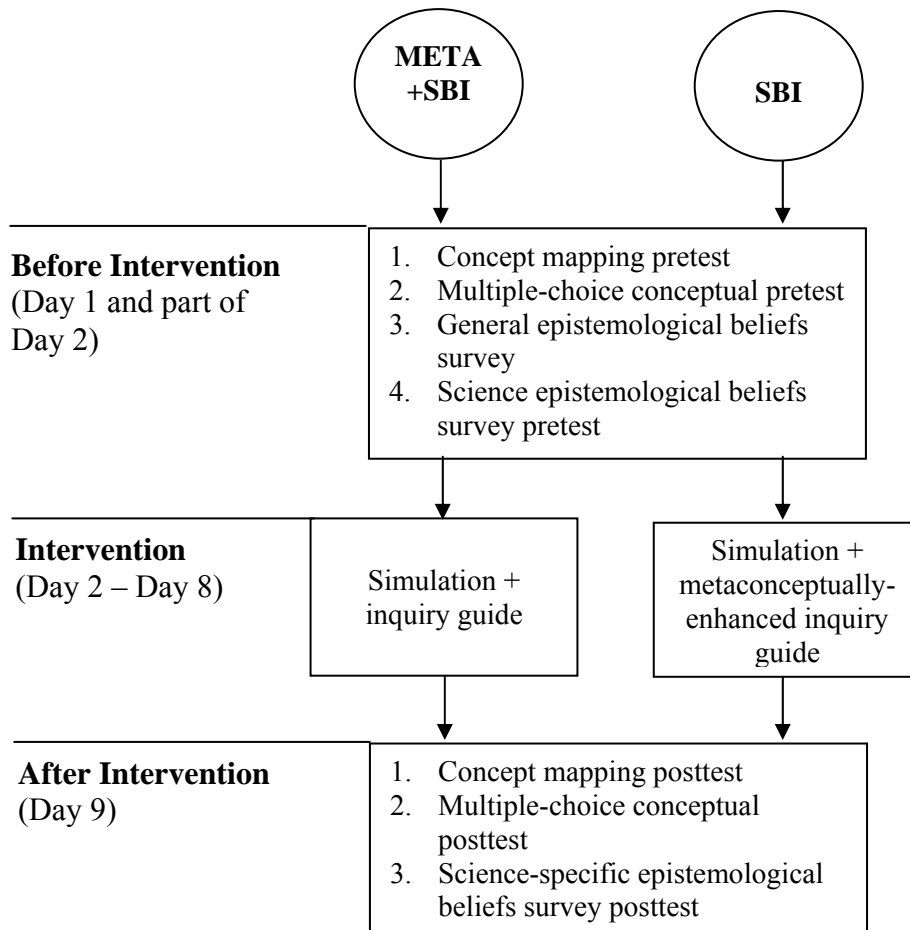 META
+SBI
SBI
Before Intervention
(Day 1 and part of
Day 2)
1. Concept mapping pretest
2. Multiple-choice conceptual pretest
3. General epistemological beliefs
survey
4. Science epistemological beliefs
survey pretest
Intervention
(Day 2 – Day 8)
Simulation +
inquiry guide
Simulation +
metaconceptually-
enhanced inquiry
guide
After Intervention
(Day 9)
1. Concept mapping posttest
2. Multiple-choice conceptual
posttest
3. Science-specific epistemological
beliefs survey posttest